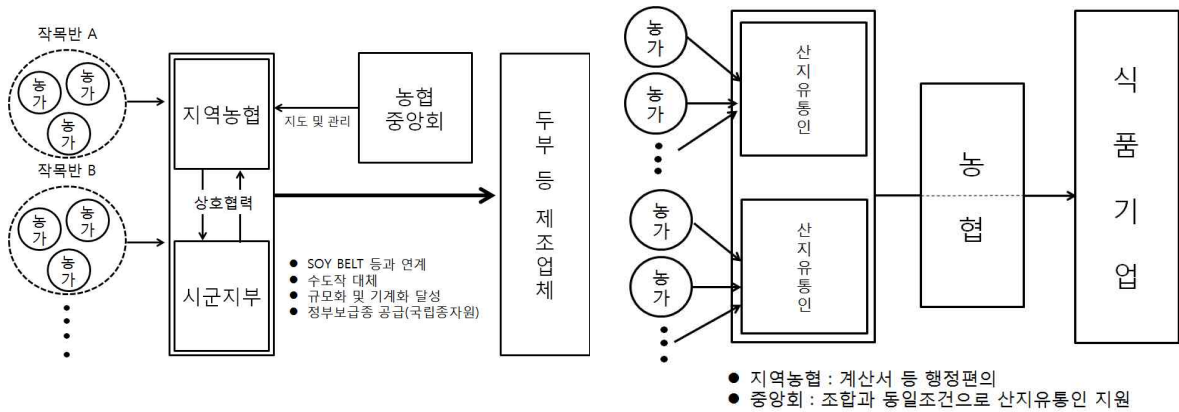 작목반 A
농가
농가
농가
작목반 B
농가
농가
농가
지역농협
상호협력
시군지부
지도 및 관리
농협
중앙회
● SOY BELT 등과 연계
● 수도작 대체
● 규모화 및 기계화 달성
● 정부보급종 공급(국립종자원)
두부 등 제조업체
농가
농가
농가
농가
산지유통인
산지유통인
농협
식품기업
● 지역농협 : 계산서 등 행정편의
● 중앙회 : 조합과 동일조건으로 산지유통인 지원